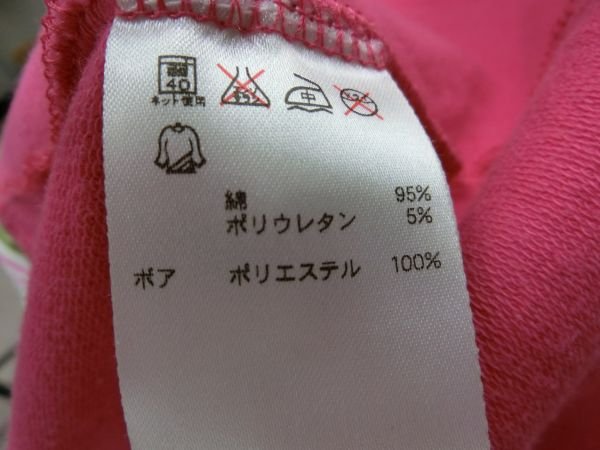 40
ネット使用
中
綿 95%
ポリウレタン 5%
ボア ポリエステル 100%